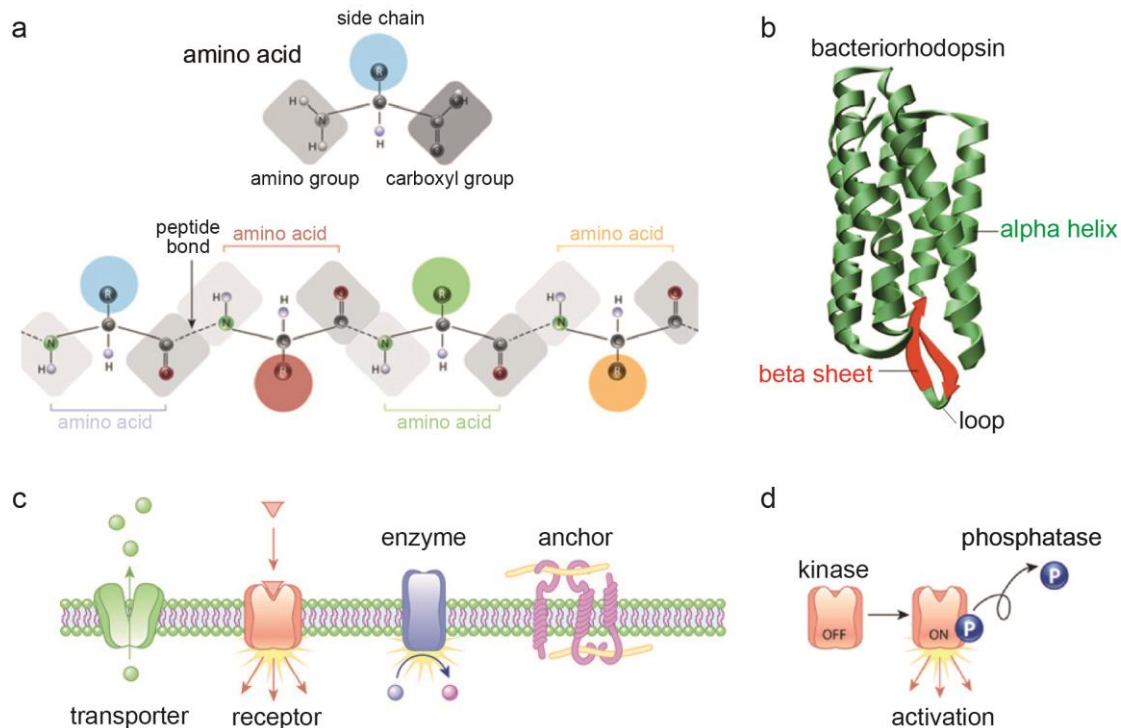 a
side chain
amino acid
R
H
N
H
C
H
C
H
amino group
carboxyl group
peptide
bond
amino acid
amino acid
R
H
R
H
N
H
C
H
C
N
H
C
R
C
N
H
C
H
C
N
H
C
R
C
amino acid
amino acid
b
bacteriorhodopsin
alpha helix
beta sheet
loop
c
enzyme
anchor
transporter
receptor
d
phosphatase
kinase
P
OFF
ON
P
activation